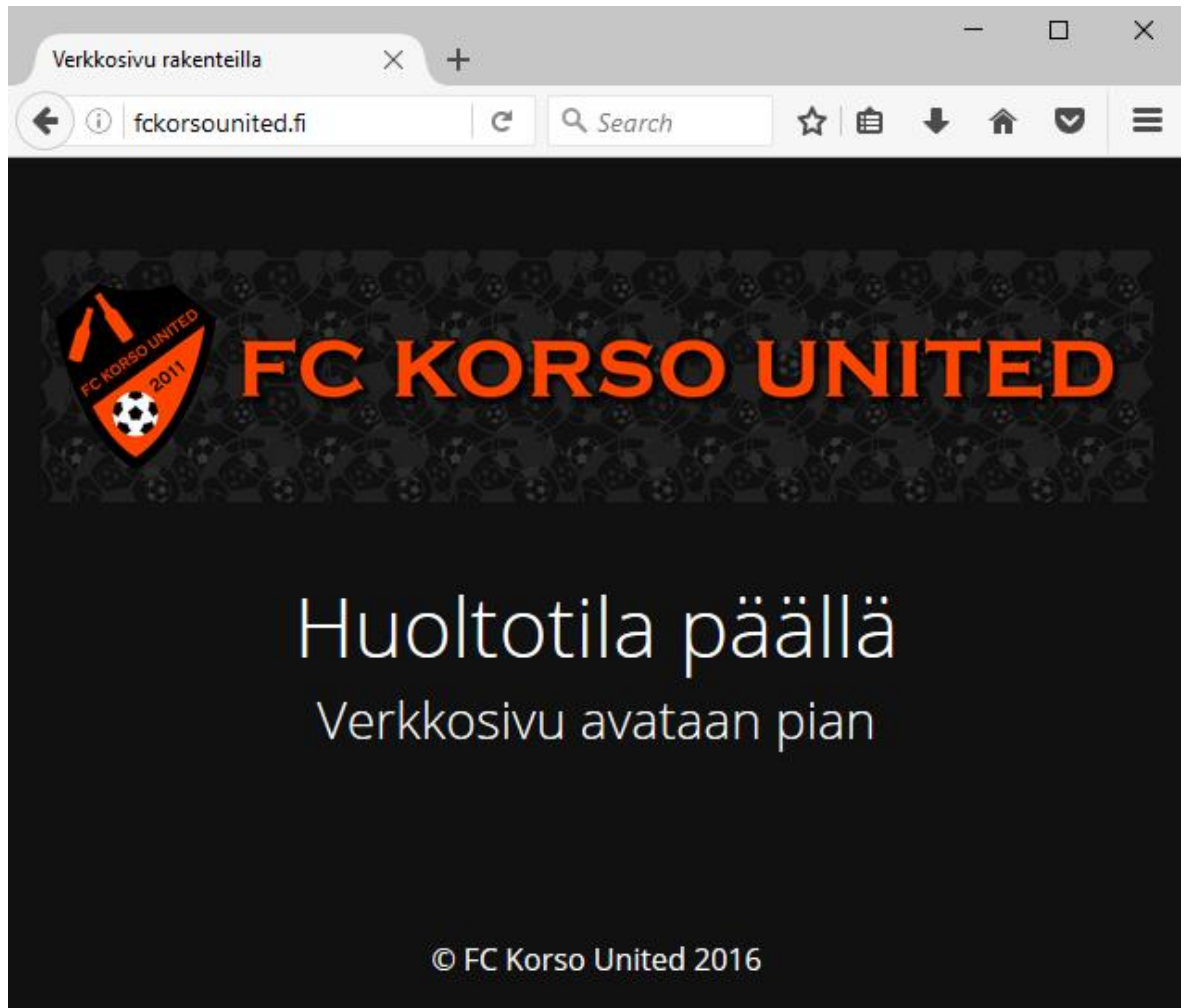 Verkkosivu rakenteilla
fckorsounited.fi
Search
FC KORSO UNITED
2011
FC KORSO UNITED
Huoltotila päällä
Verkkosivu avataan pian
© FC Korso United 2016